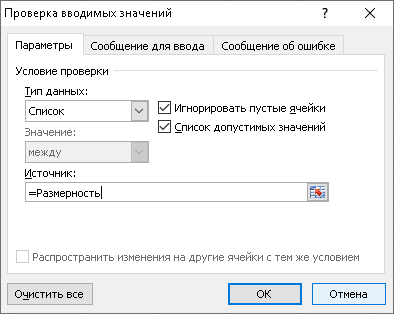 Проверка вводимых значений
Параметры Сообщение для ввода Сообщение об ошибке
Условие проверки
Тип данных:
Список
Игнорировать пустые ячейки
Список допустимых значений
Значение:
между
Источник:
=Размерность
Распространить изменения на другие ячейки с тем же условием
Очистить все ОК Отмена